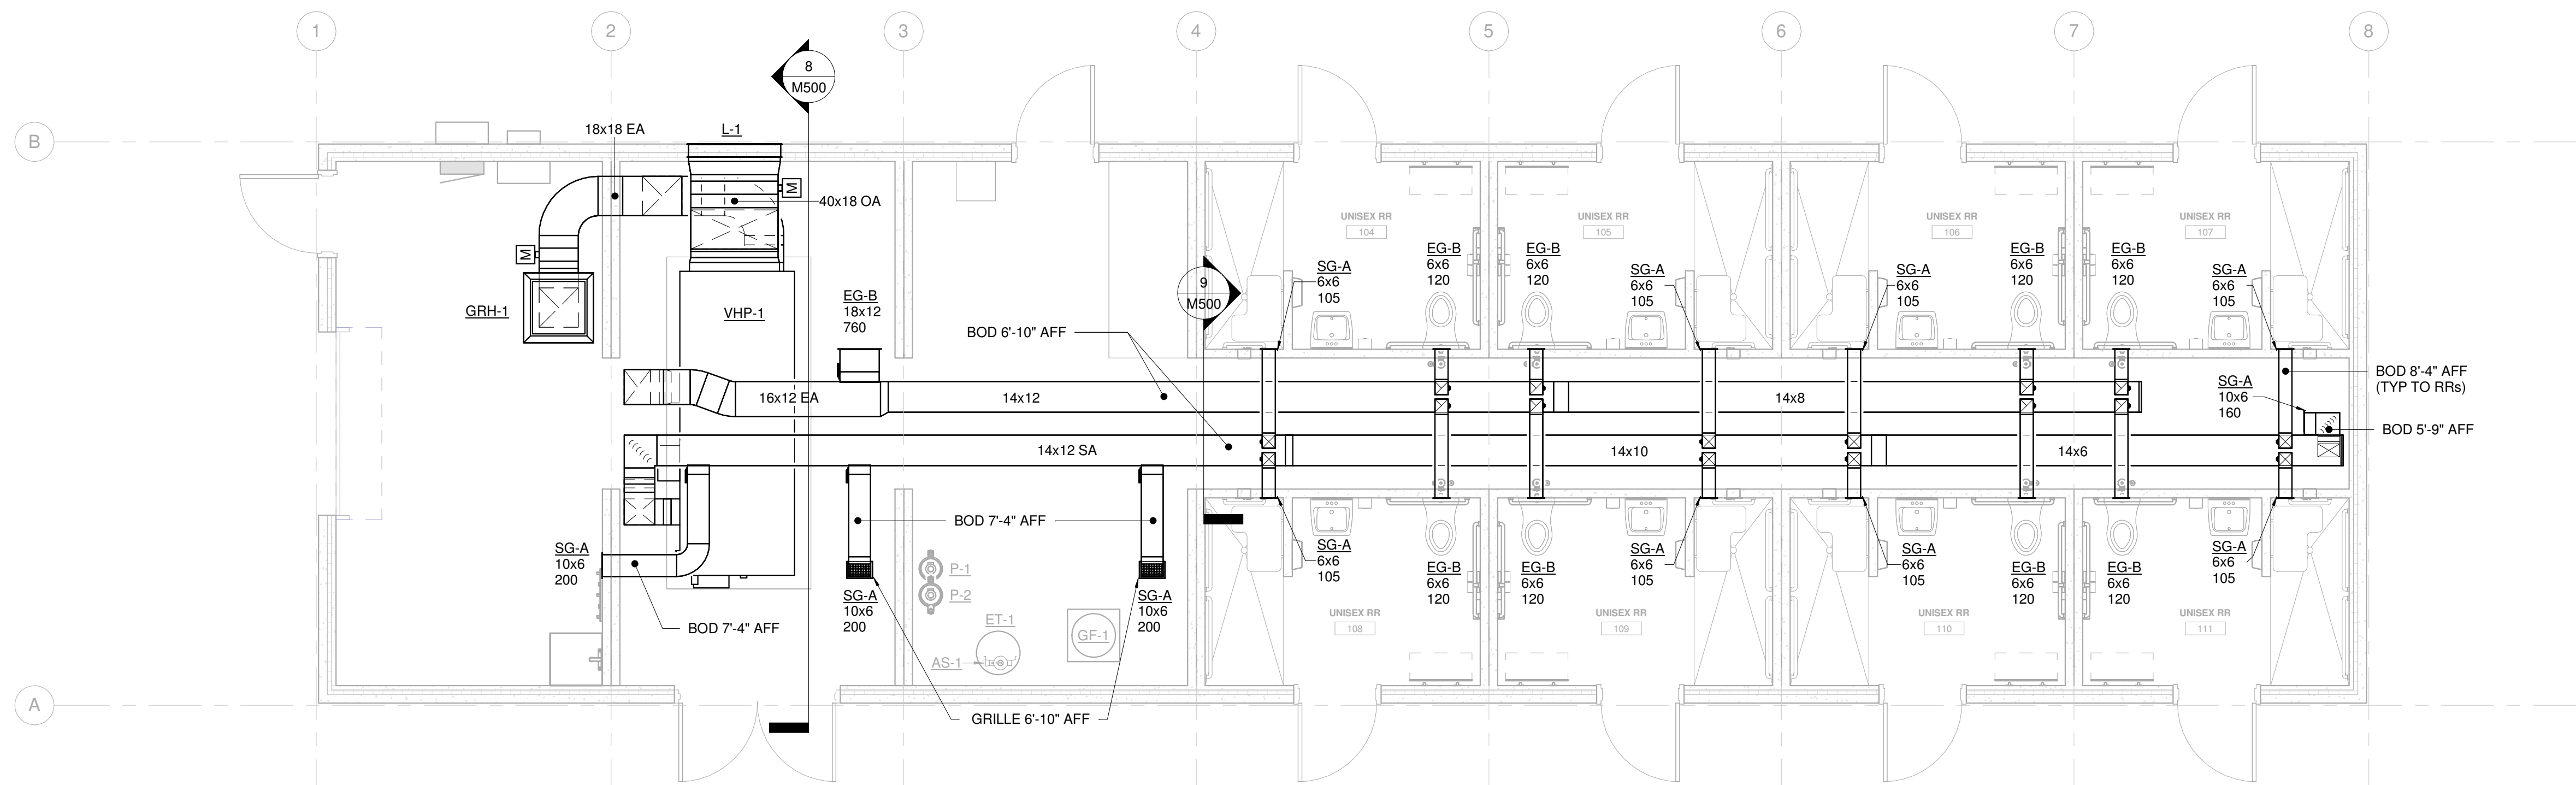 1
2
3
4
5
6
7
8
8
M500
B
18x18 EA
L-1
M
40x18 OA
M
GRH-1
VHP-1
EG-B
18x12
760
9
M500
BOD 6'-10" AFF
UNISEX RR
104
UNISEX RR
105
UNISEX RR
106
UNISEX RR
107
SG-A
6x6
105
EG-B
6x6
120
EG-B
6x6
120
SG-A
6x6
105
SG-A
6x6
105
EG-B
6x6
120
EG-B
6x6
120
SG-A
6x6
105
16x12 EA
14x12
14x8
SG-A
10x6
160
BOD 8'-4" AFF
(TYP TO RRs)
BOD 5'-9" AFF
14x12 SA
14x10
14x6
BOD 7'-4" AFF
SG-A
10x6
200
BOD 7'-4" AFF
SG-A
10x6
200
P-1
P-2
ET-1
AS-1
GF-1
SG-A
10x6
200
GRILLE 6'-10" AFF
SG-A
6x6
105
EG-B
6x6
120
EG-B
6x6
120
SG-A
6x6
105
SG-A
6x6
105
EG-B
6x6
120
EG-B
6x6
120
SG-A
6x6
105
UNISEX RR
108
UNISEX RR
109
UNISEX RR
110
UNISEX RR
111
A